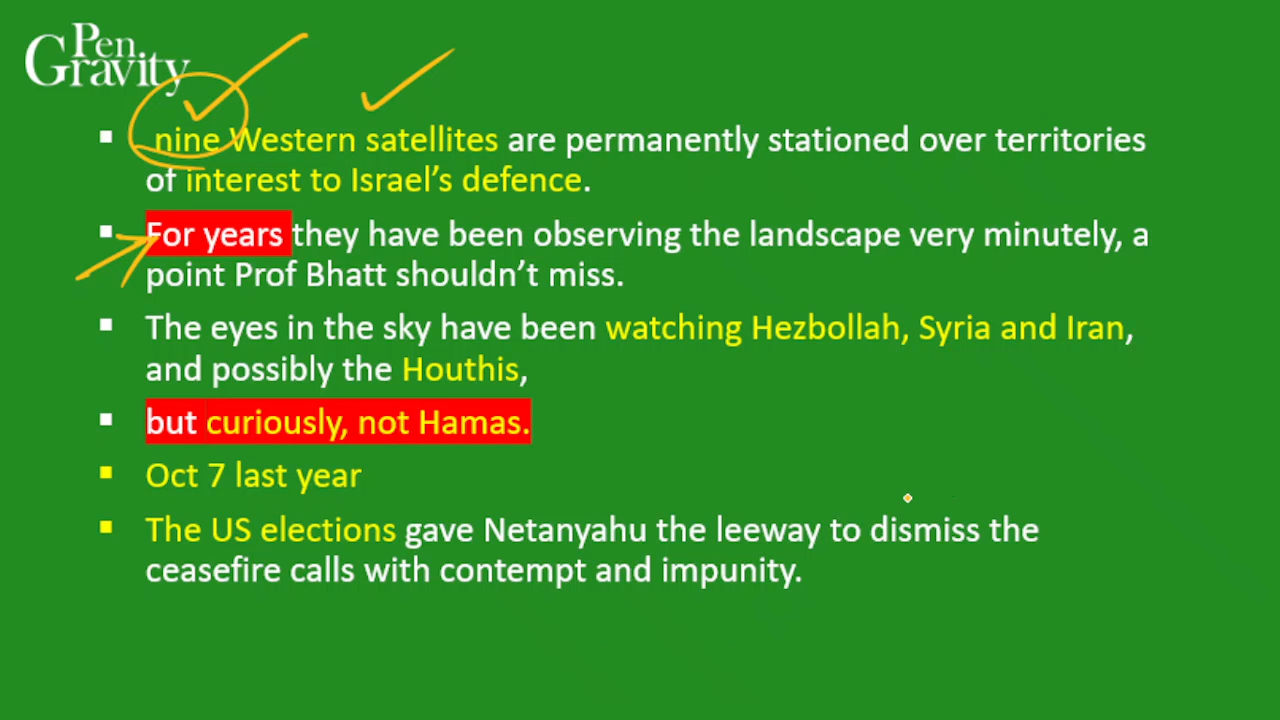 Pen
Gravity
▪ nine Western satellites are permanently stationed over territories
of interest to Israel’s defence.
▪ For years they have been observing the landscape very minutely, a
point Prof Bhatt shouldn’t miss.
▪ The eyes in the sky have been watching Hezbollah, Syria and Iran,
and possibly the Houthis,
▪ but curiously, not Hamas.
▪ Oct 7 last year
▪ The US elections gave Netanyahu the leeway to dismiss the
ceasefire calls with contempt and impunity.